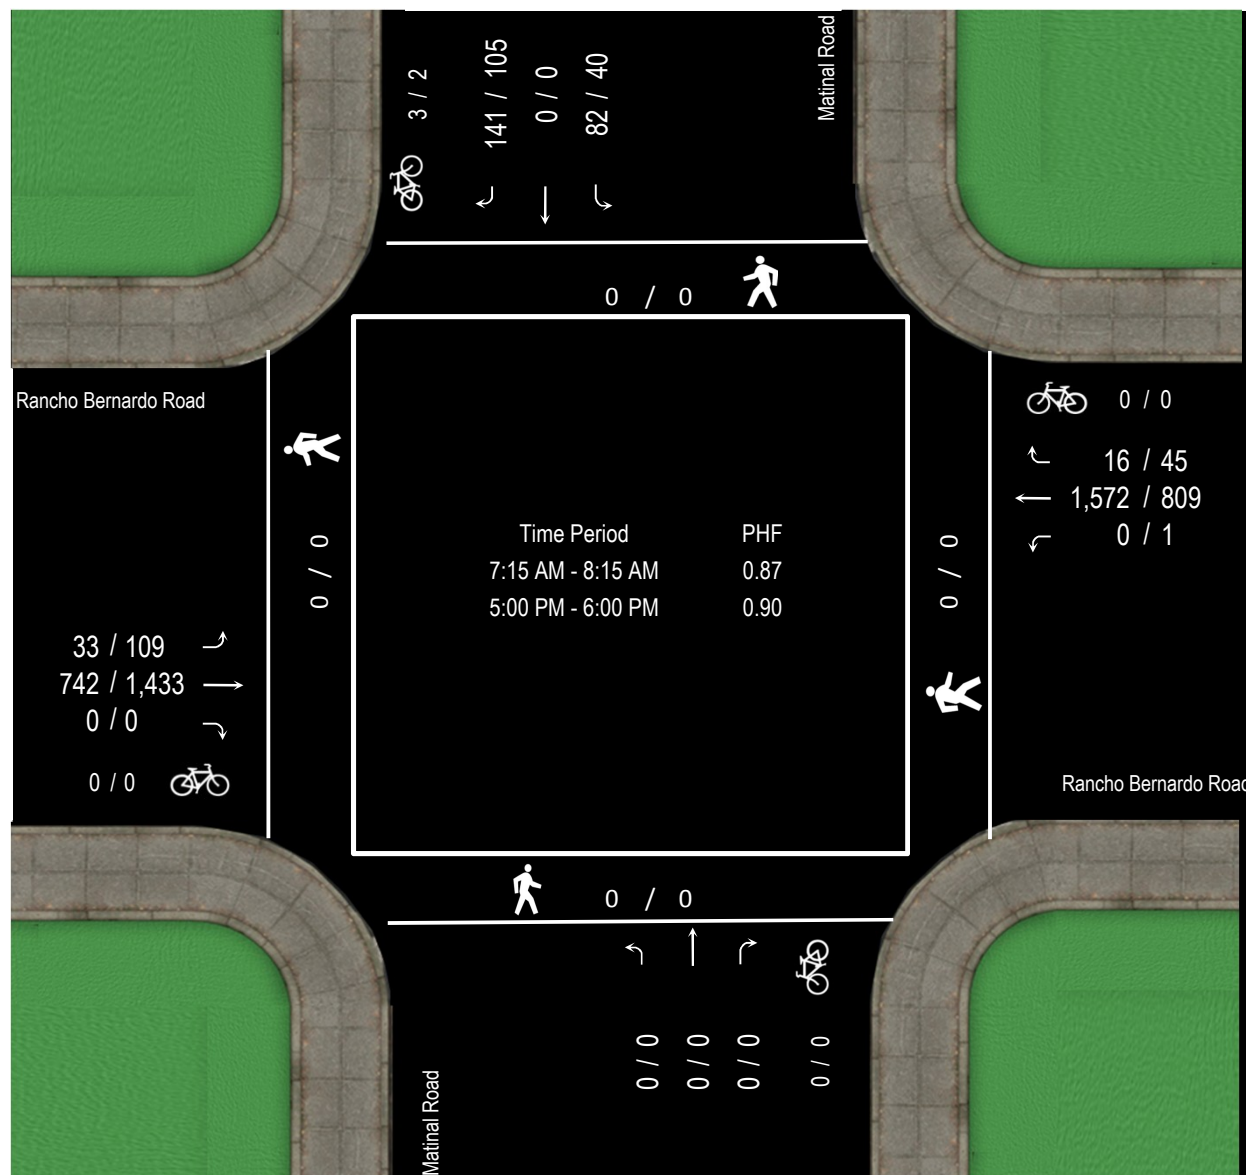 3 / 2
141 / 105
0 / 0
82 / 40
Matinal Road
0 / 0
Rancho Bernardo Road
0 / 0
16 / 45
1,572 / 809
0 / 1
0 / 0
0 / 0
Time Period PHF
7:15 AM - 8:15 AM 0.87
5:00 PM - 6:00 PM 0.90
33 / 109
742 / 1,433
0 / 0
0 / 0
Rancho Bernardo Road
0 / 0
0 / 0
0 / 0
0 / 0
0 / 0
Matinal Road